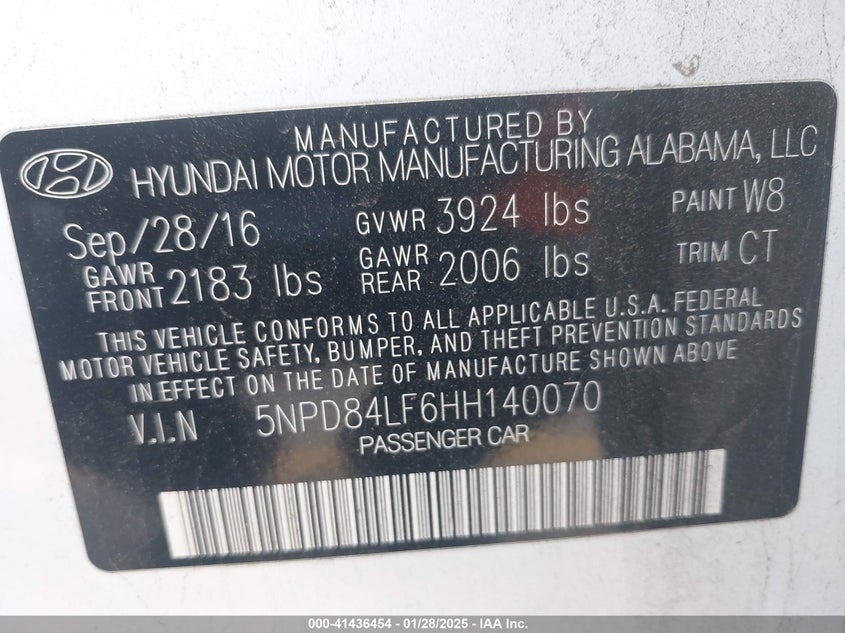 MANUFACTURED BY
HYUNDAI MOTOR MANUFACTURING ALABAMA, LLC
Sep/28/16 GVWR 3924 lbs PAINT W8
GAWR FRONT 2183 lbs GAWR REAR 2006 lbs TRIM CT
THIS VEHICLE CONFORMS TO ALL APPLICABLE U.S.A. FEDERAL
MOTOR VEHICLE SAFETY, BUMPER, AND THEFT PREVENTION STANDARDS
IN EFFECT ON THE DATE OF MANUFACTURE SHOWN ABOVE
V.I.N 5NPD84LF6HH140070
PASSENGER CAR
000-41436454 - 01/28/2025 - IAA Inc.